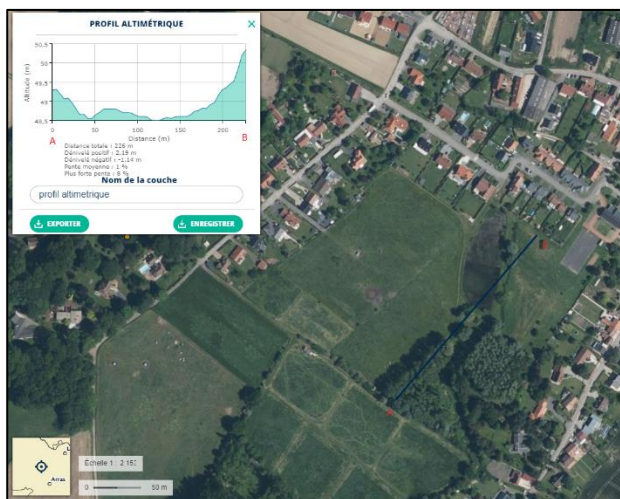 PROFIL ALTIMÉTRIQUE
×
50,5
50
49,5
49
48,5
Altitude (m)
0
50
100
150
200
A
Distance (m)
B
Distance totale : 226 m
Dénivelé positif : 2.19 m
Dénivelé négatif : -1.14 m
Pente moyenne : 1 %
Plus forte pente : 8 %
Nom de la couche
profil altimetrique
EXPORTER
ENREGISTRER
Arras
Échelle 1 : 2 152
0
50 m